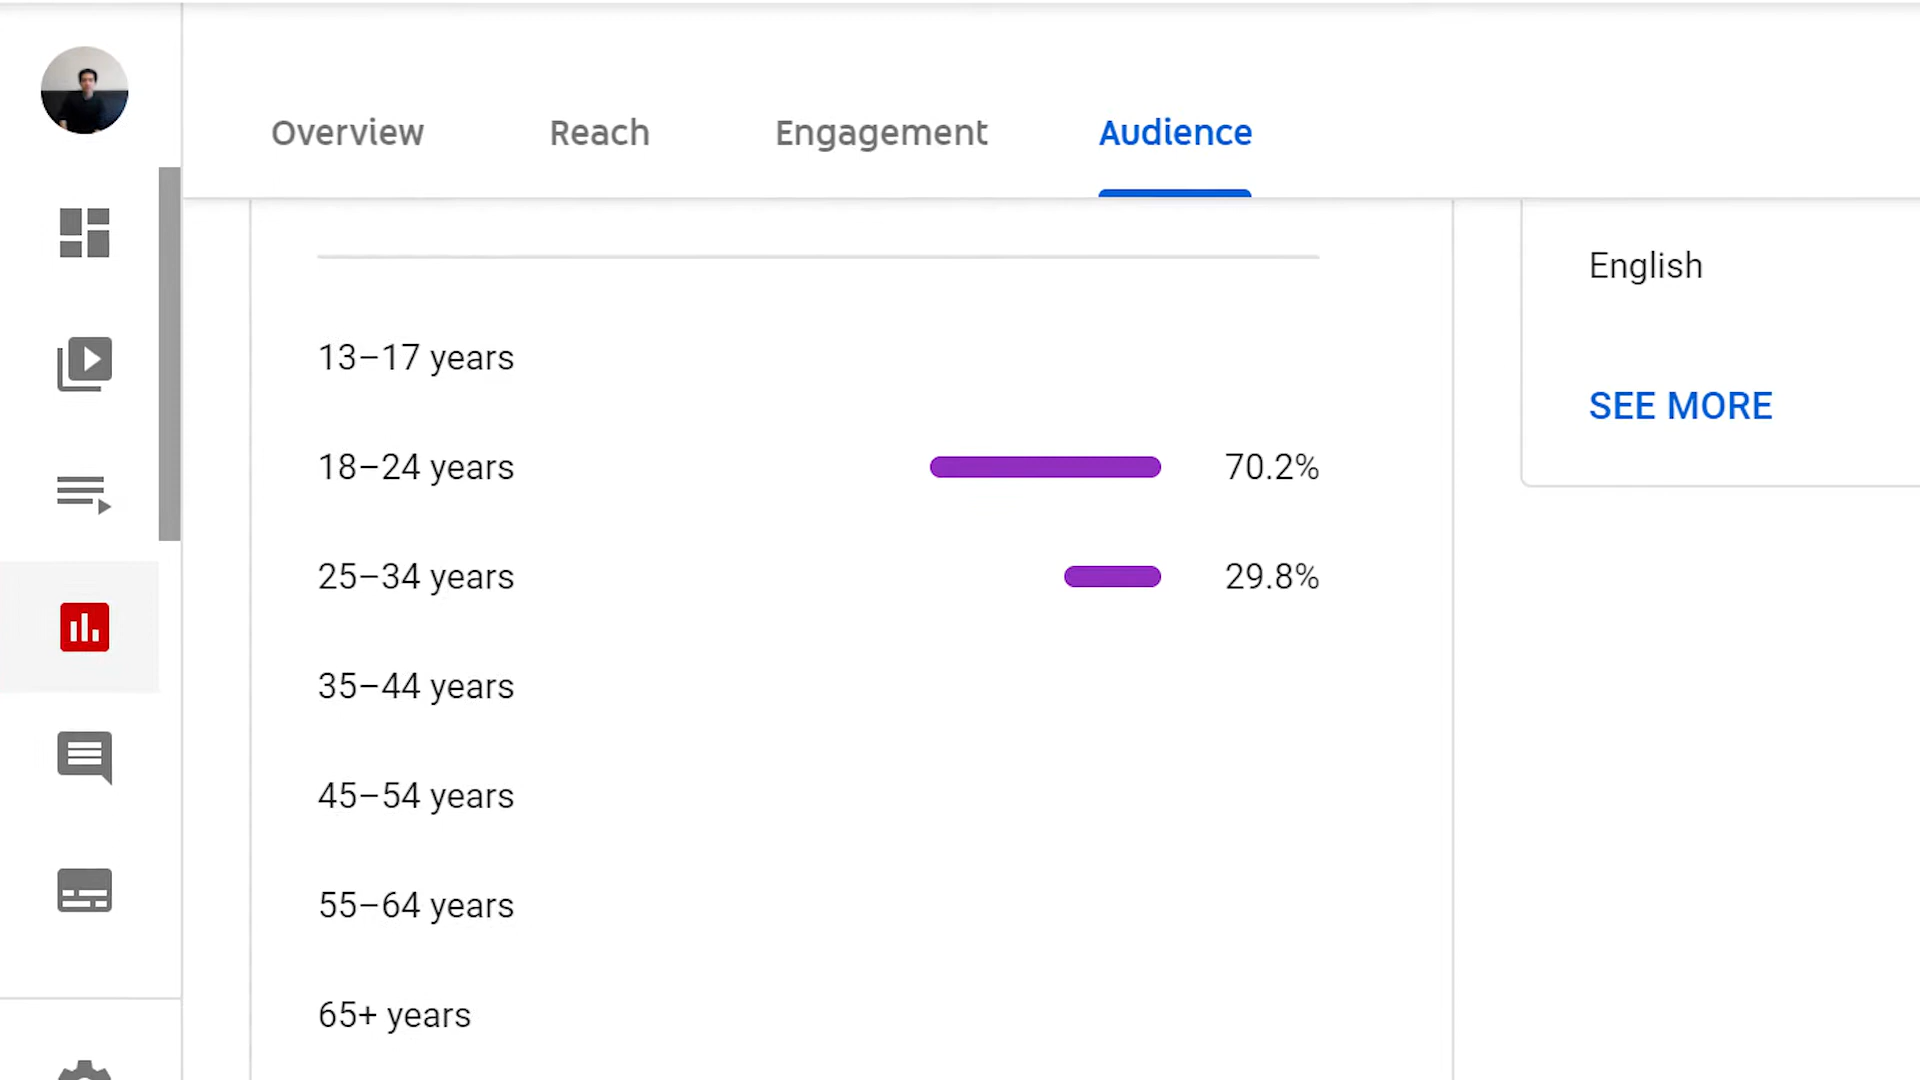 Overview Reach Engagement Audience
English
SEE MORE
13–17 years
18–24 years 70.2%
25–34 years 29.8%
35–44 years
45–54 years
55–64 years
65+ years